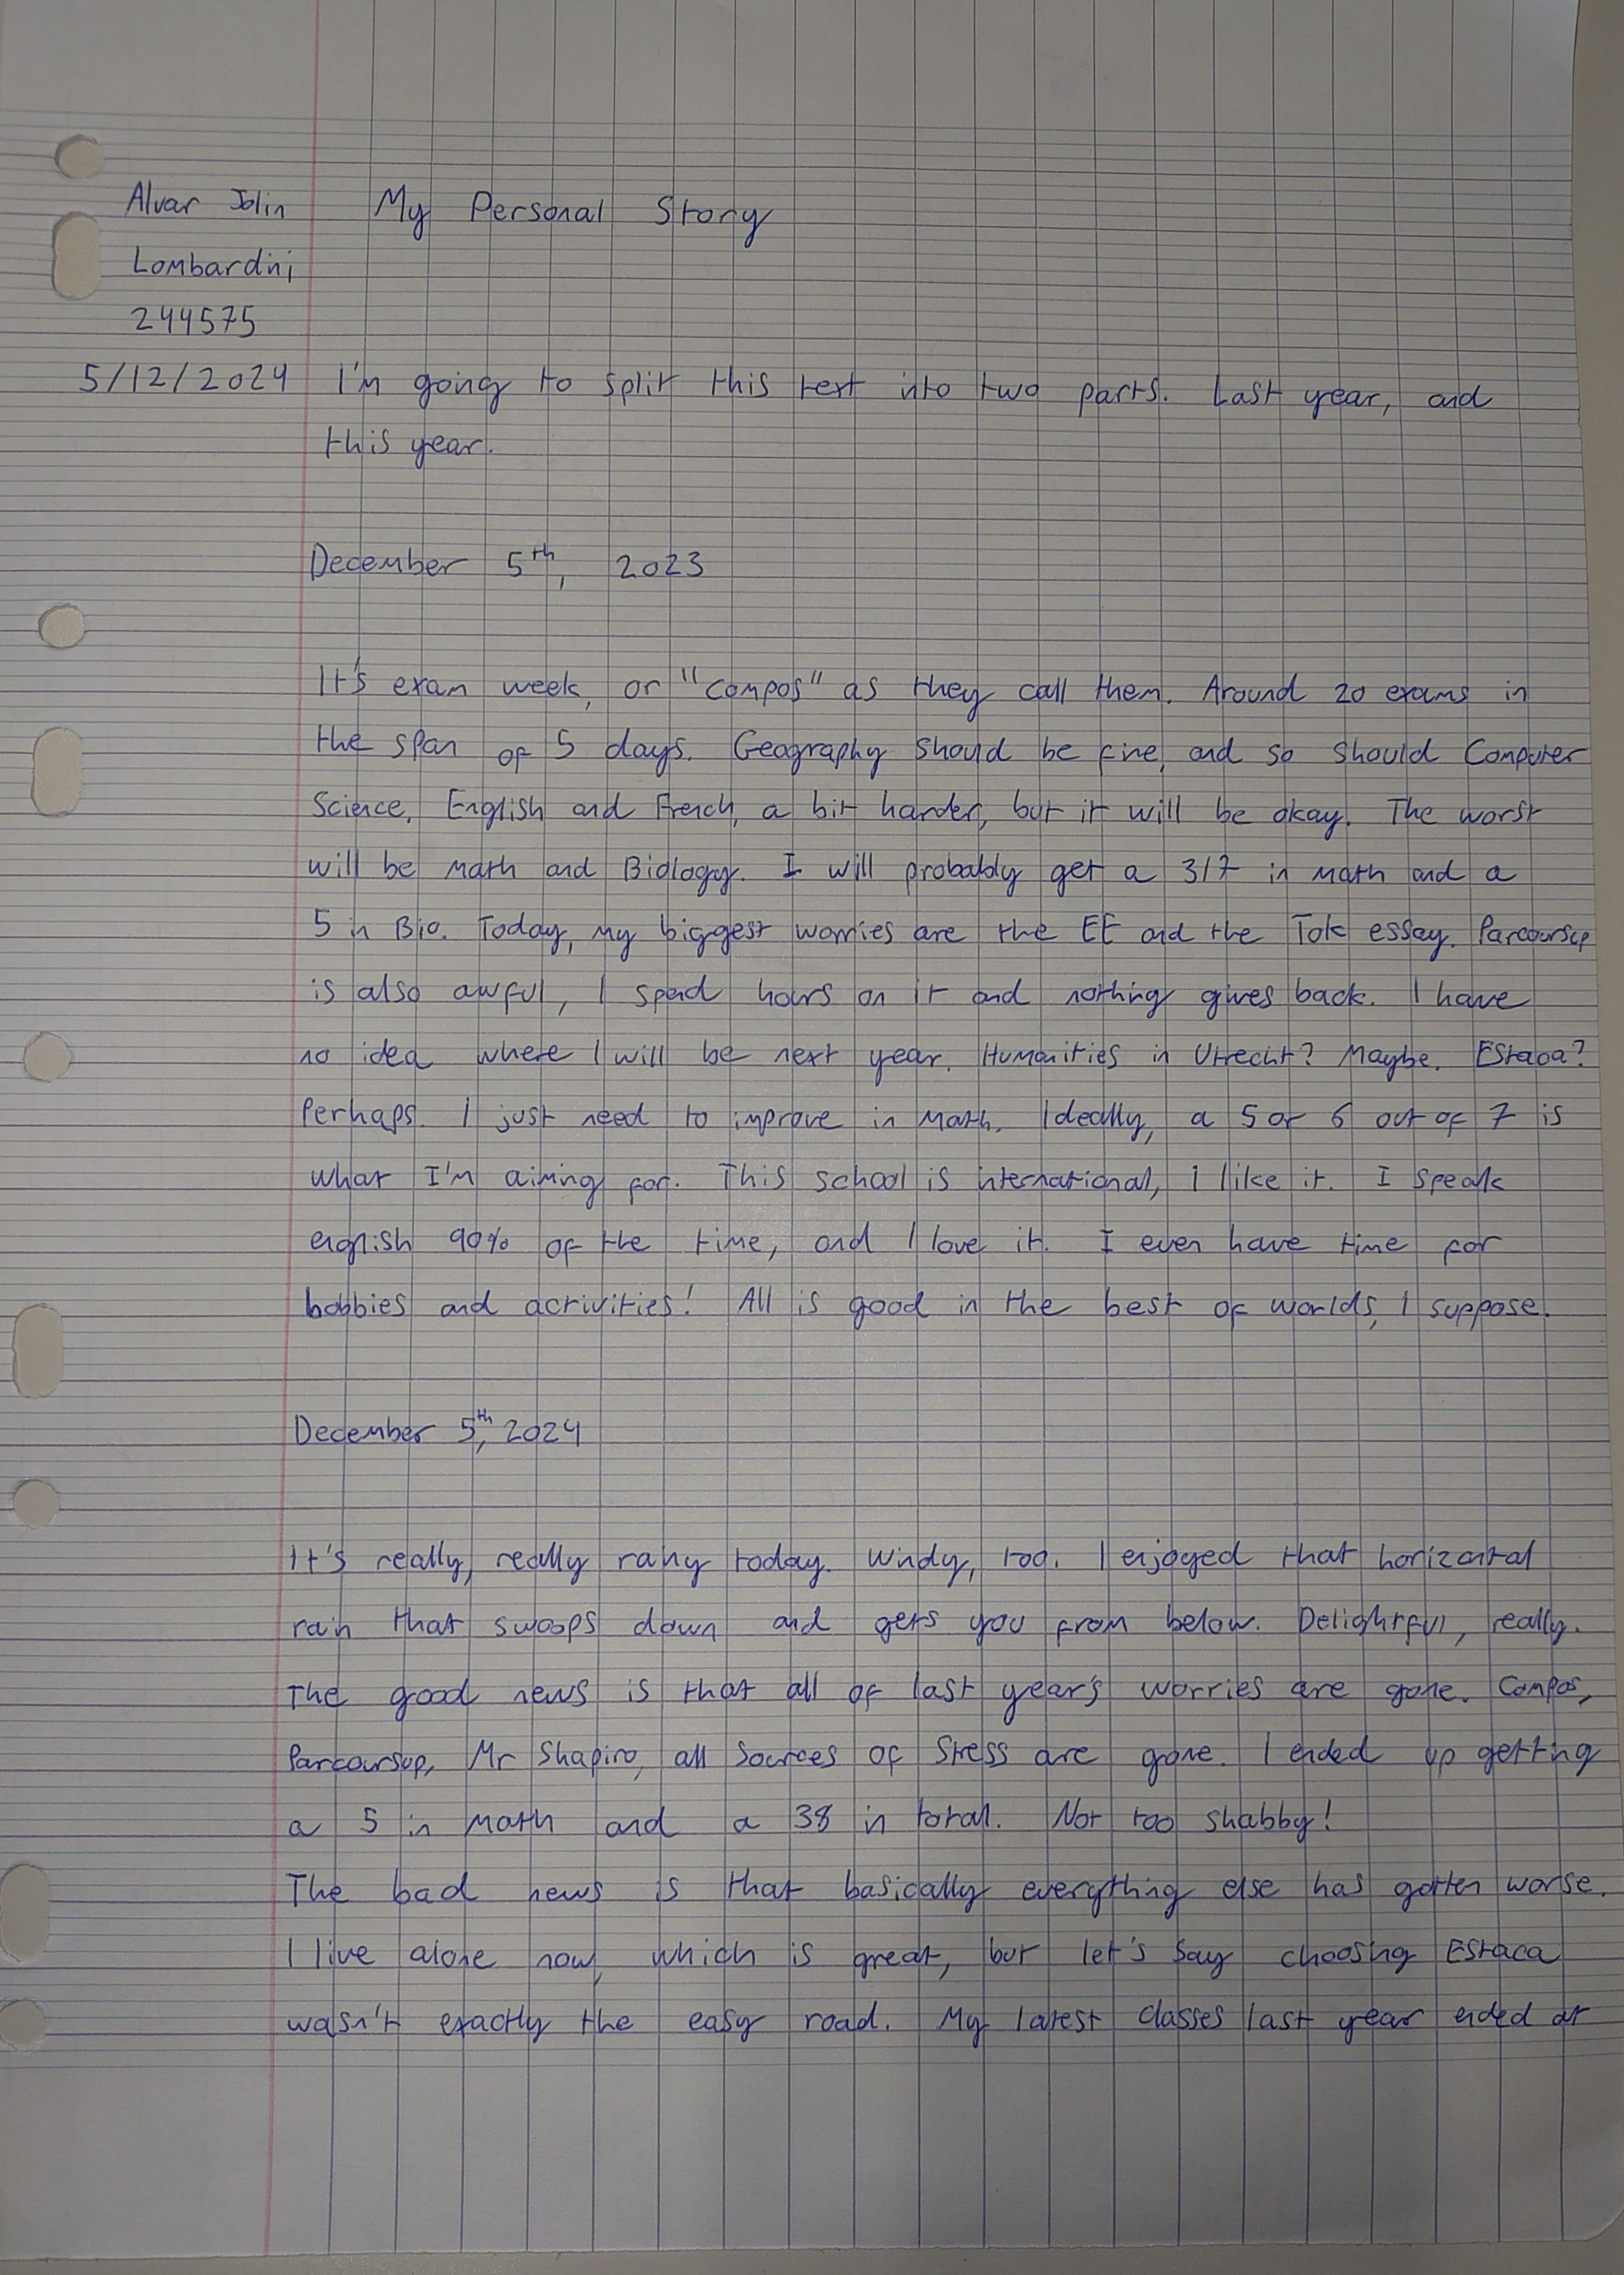 Alvar Jolin
My Personal Story
Lombardini
244575
5/12/2024
I'm going to split this text into two parts. Last year, and
this year.
December 5th, 2023
It's exam week, or "compos" as they call them. Around 20 exams in
the span of 5 days. Geography should be fine, and so should Computer
Science. English and French, a bit harder, but it will be okay. The worst
will be Math and Biology. I will probably get a 3/7 in Math and a
5 in Bio. Today, my biggest worries are the EE and the Tok essay. Parcoursup
is also awful, I spend hours on it and nothing gives back. I have
no idea where I will be next year. Humanities in Utrecht? Maybe. Estaca?
Perhaps. I just need to improve in Math. Ideally, a 5 or 6 out of 7 is
what I'm aiming for. This school is international, I like it. I speak
english 90% of the time, and I love it. I even have time for
hobbies and activities! All is good in the best of worlds, I suppose.
December 5th, 2024
It's really, really rainy today. Windy, too. I enjoyed that horizontal
rain that swoops down and gets you from below. Delightful, really.
The good news is that all of last year's worries are gone. Compos,
Parcoursup, Mr Shapiro, all sources of stress are gone. I ended up getting
a 5 in Math and a 38 in total. Not too shabby!
The bad news is that basically everything else has gotten worse.
I live alone now, which is great, but let's say choosing Estaca
wasn't exactly the easy road. My latest classes last year ended at